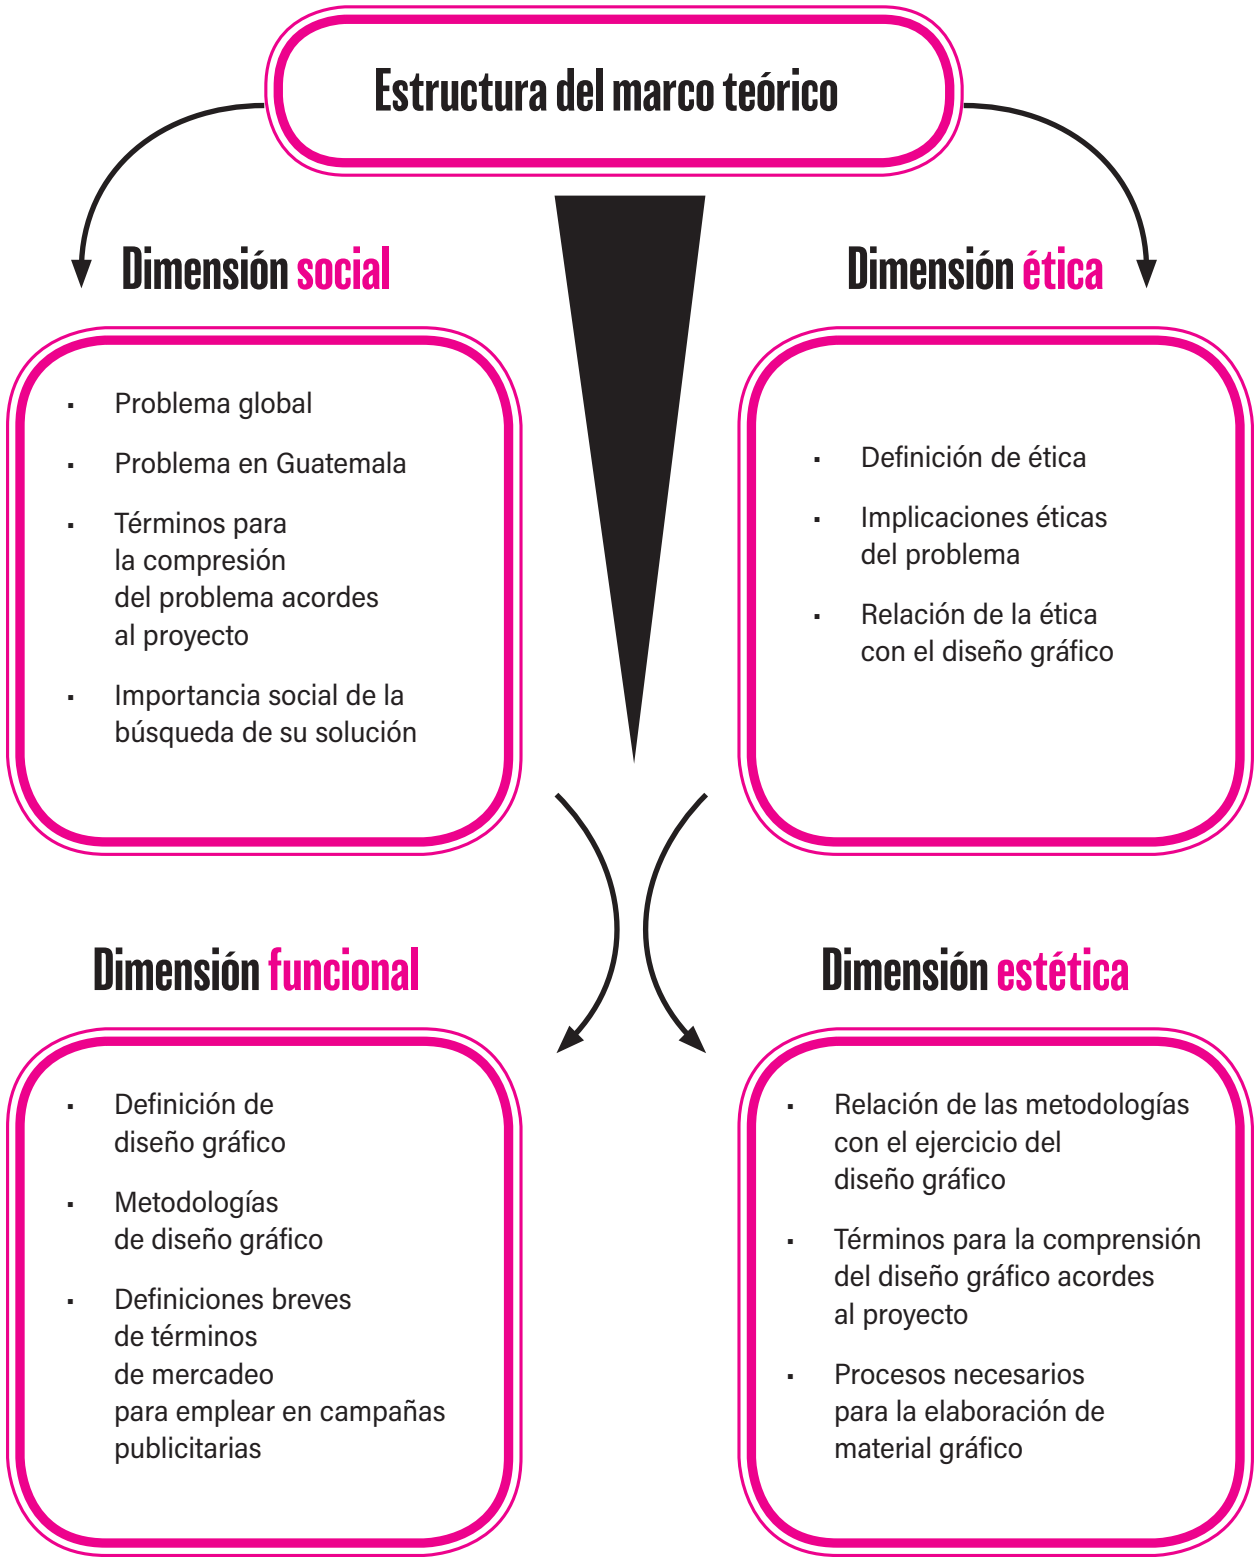 Estructura del marco teórico
Dimensión social
· Problema global
· Problema en Guatemala
· Términos para
la compresión
del problema acordes
al proyecto
· Importancia social de la
búsqueda de su solución
Dimensión ética
· Definición de ética
· Implicaciones éticas
del problema
· Relación de la ética
con el diseño gráfico
Dimensión funcional
· Definición de
diseño gráfico
· Metodologías
de diseño gráfico
· Definiciones breves
de términos
de mercadeo
para emplear en campañas
publicitarias
Dimensión estética
· Relación de las metodologías
con el ejercicio del
diseño gráfico
· Términos para la comprensión
del diseño gráfico acordes
al proyecto
· Procesos necesarios
para la elaboración de
material gráfico